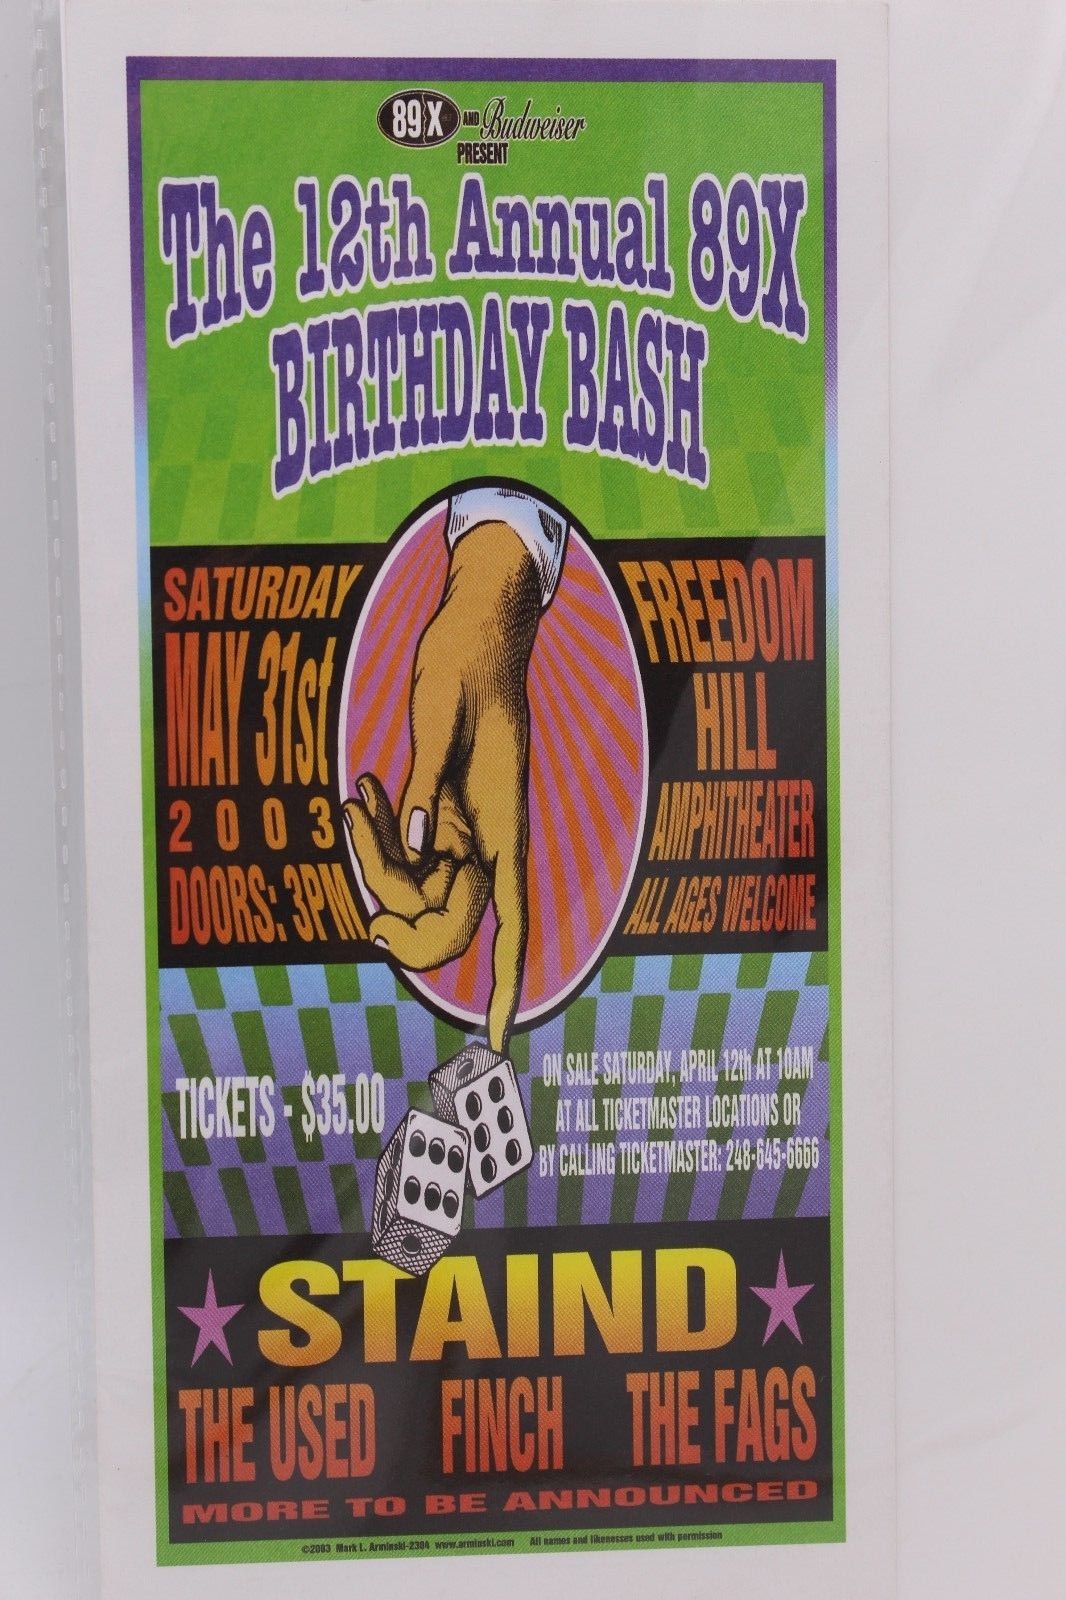 89X AND Budweiser
PRESENT
The 12th Annual 89X
BIRTHDAY BASH
SATURDAY
MAY 31st
2003
DOORS: 3PM
FREEDOM
HILL
AMPHITHEATER
ALL AGES WELCOME
TICKETS - $35.00
ON SALE SATURDAY, APRIL 12th AT 10AM
AT ALL TICKETMASTER LOCATIONS OR
BY CALLING TICKETMASTER: 248-645-6666
STAIND
THE USED FINCH THE FAGS
MORE TO BE ANNOUNCED
©2003 Mark L. Arminski-2304 www.arminski.com All names and likenesses used with permission